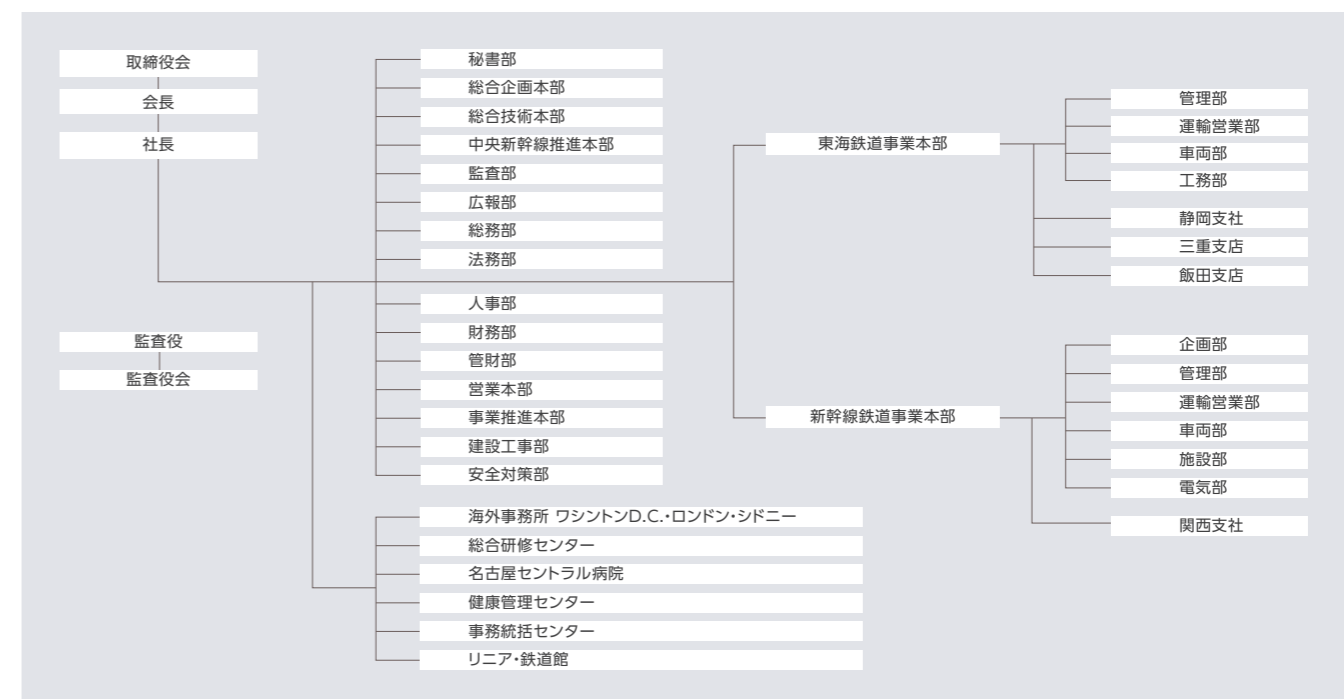 取締役会
会長
社長
監査役
監査役会
秘書部
総合企画本部
総合技術本部
中央新幹線推進本部
監査部
広報部
総務部
法務部
人事部
財務部
管財部
営業本部
事業推進本部
建設工事部
安全対策部
海外事務所 ワシントンD.C.・ロンドン・シドニー
総合研修センター
名古屋セントラル病院
健康管理センター
事務統括センター
リニア・鉄道館
東海鉄道事業本部
管理部
運輸営業部
車両部
工務部
静岡支社
三重支店
飯田支店
新幹線鉄道事業本部
企画部
管理部
運輸営業部
車両部
施設部
電気部
関西支社